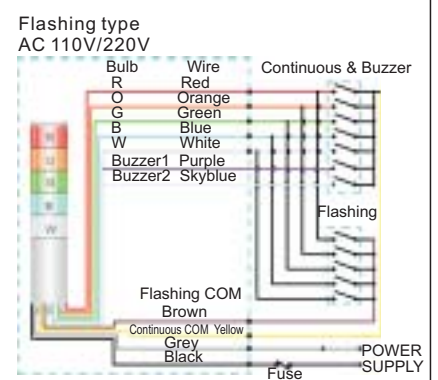 Flashing type
AC 110V/220V
Bulb Wire Continuous & Buzzer
R Red
O Orange
G Green
B Blue
W White
Buzzer1 Purple
Buzzer2 Skyblue
Flashing
Flashing COM
Brown
Continuous COM Yellow
Grey
Black
POWER
SUPPLY
Fuse